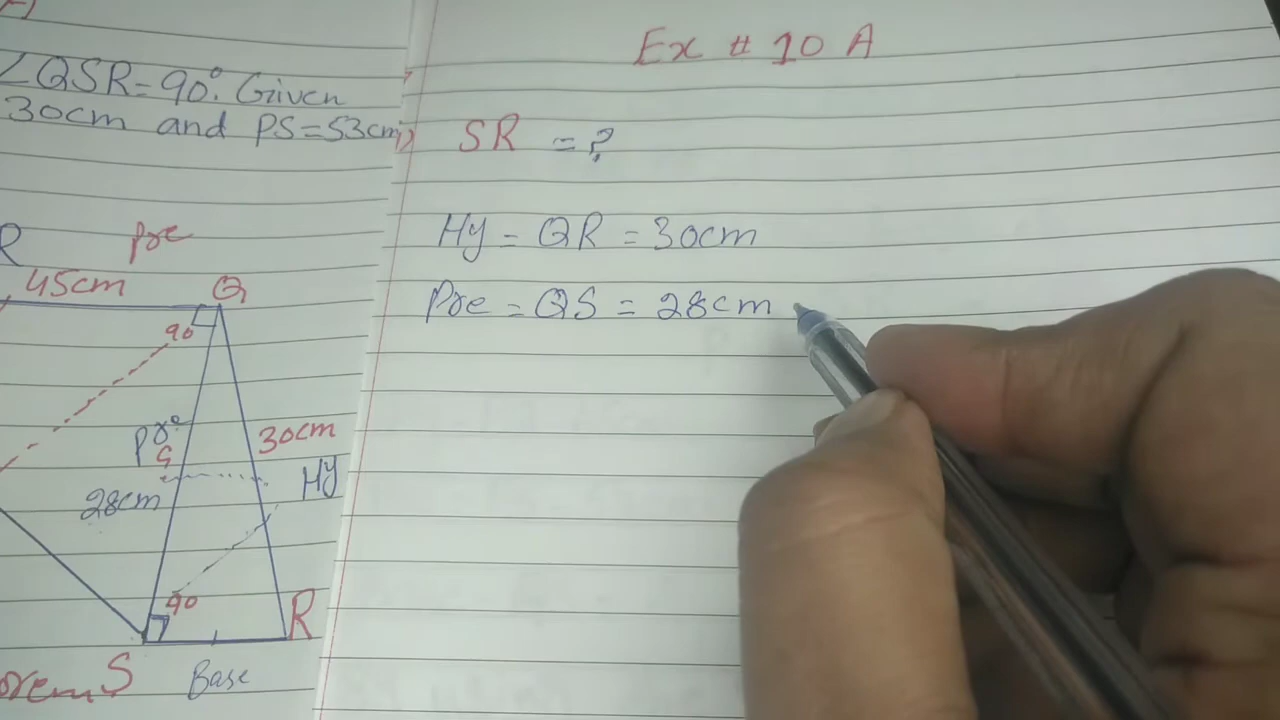 ∠QSR=90°. Given
30cm and PS=53cm
R Pre
45cm Q
90
Pre
30cm
28cm
Hy
90
R
S
Base
Ex # 10 A
SR = ?
Hy = QR = 30cm
Pre = QS = 28cm